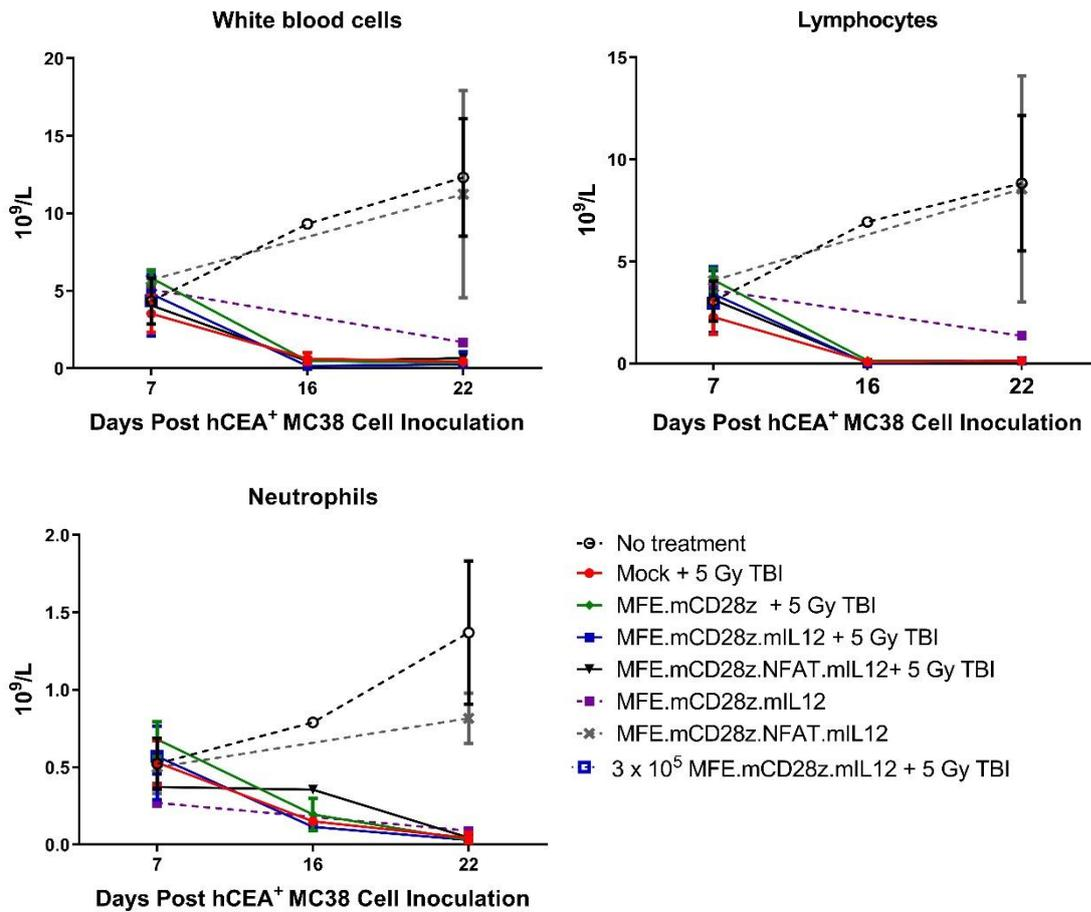 White blood cells
20
15
10
5
0
10⁹/L
7 16 22
Days Post hCEA⁺ MC38 Cell Inoculation
Lymphocytes
15
10
5
0
10⁹/L
7 16 22
Days Post hCEA⁺ MC38 Cell Inoculation
Neutrophils
2.0
1.5
1.0
0.5
0.0
10⁹/L
7 16 22
Days Post hCEA⁺ MC38 Cell Inoculation
No treatment
Mock + 5 Gy TBI
MFE.mCD28z + 5 Gy TBI
MFE.mCD28z.mIL12 + 5 Gy TBI
MFE.mCD28z.NFAT.mIL12+ 5 Gy TBI
MFE.mCD28z.mIL12
MFE.mCD28z.NFAT.mIL12
3 x 10⁵ MFE.mCD28z.mIL12 + 5 Gy TBI